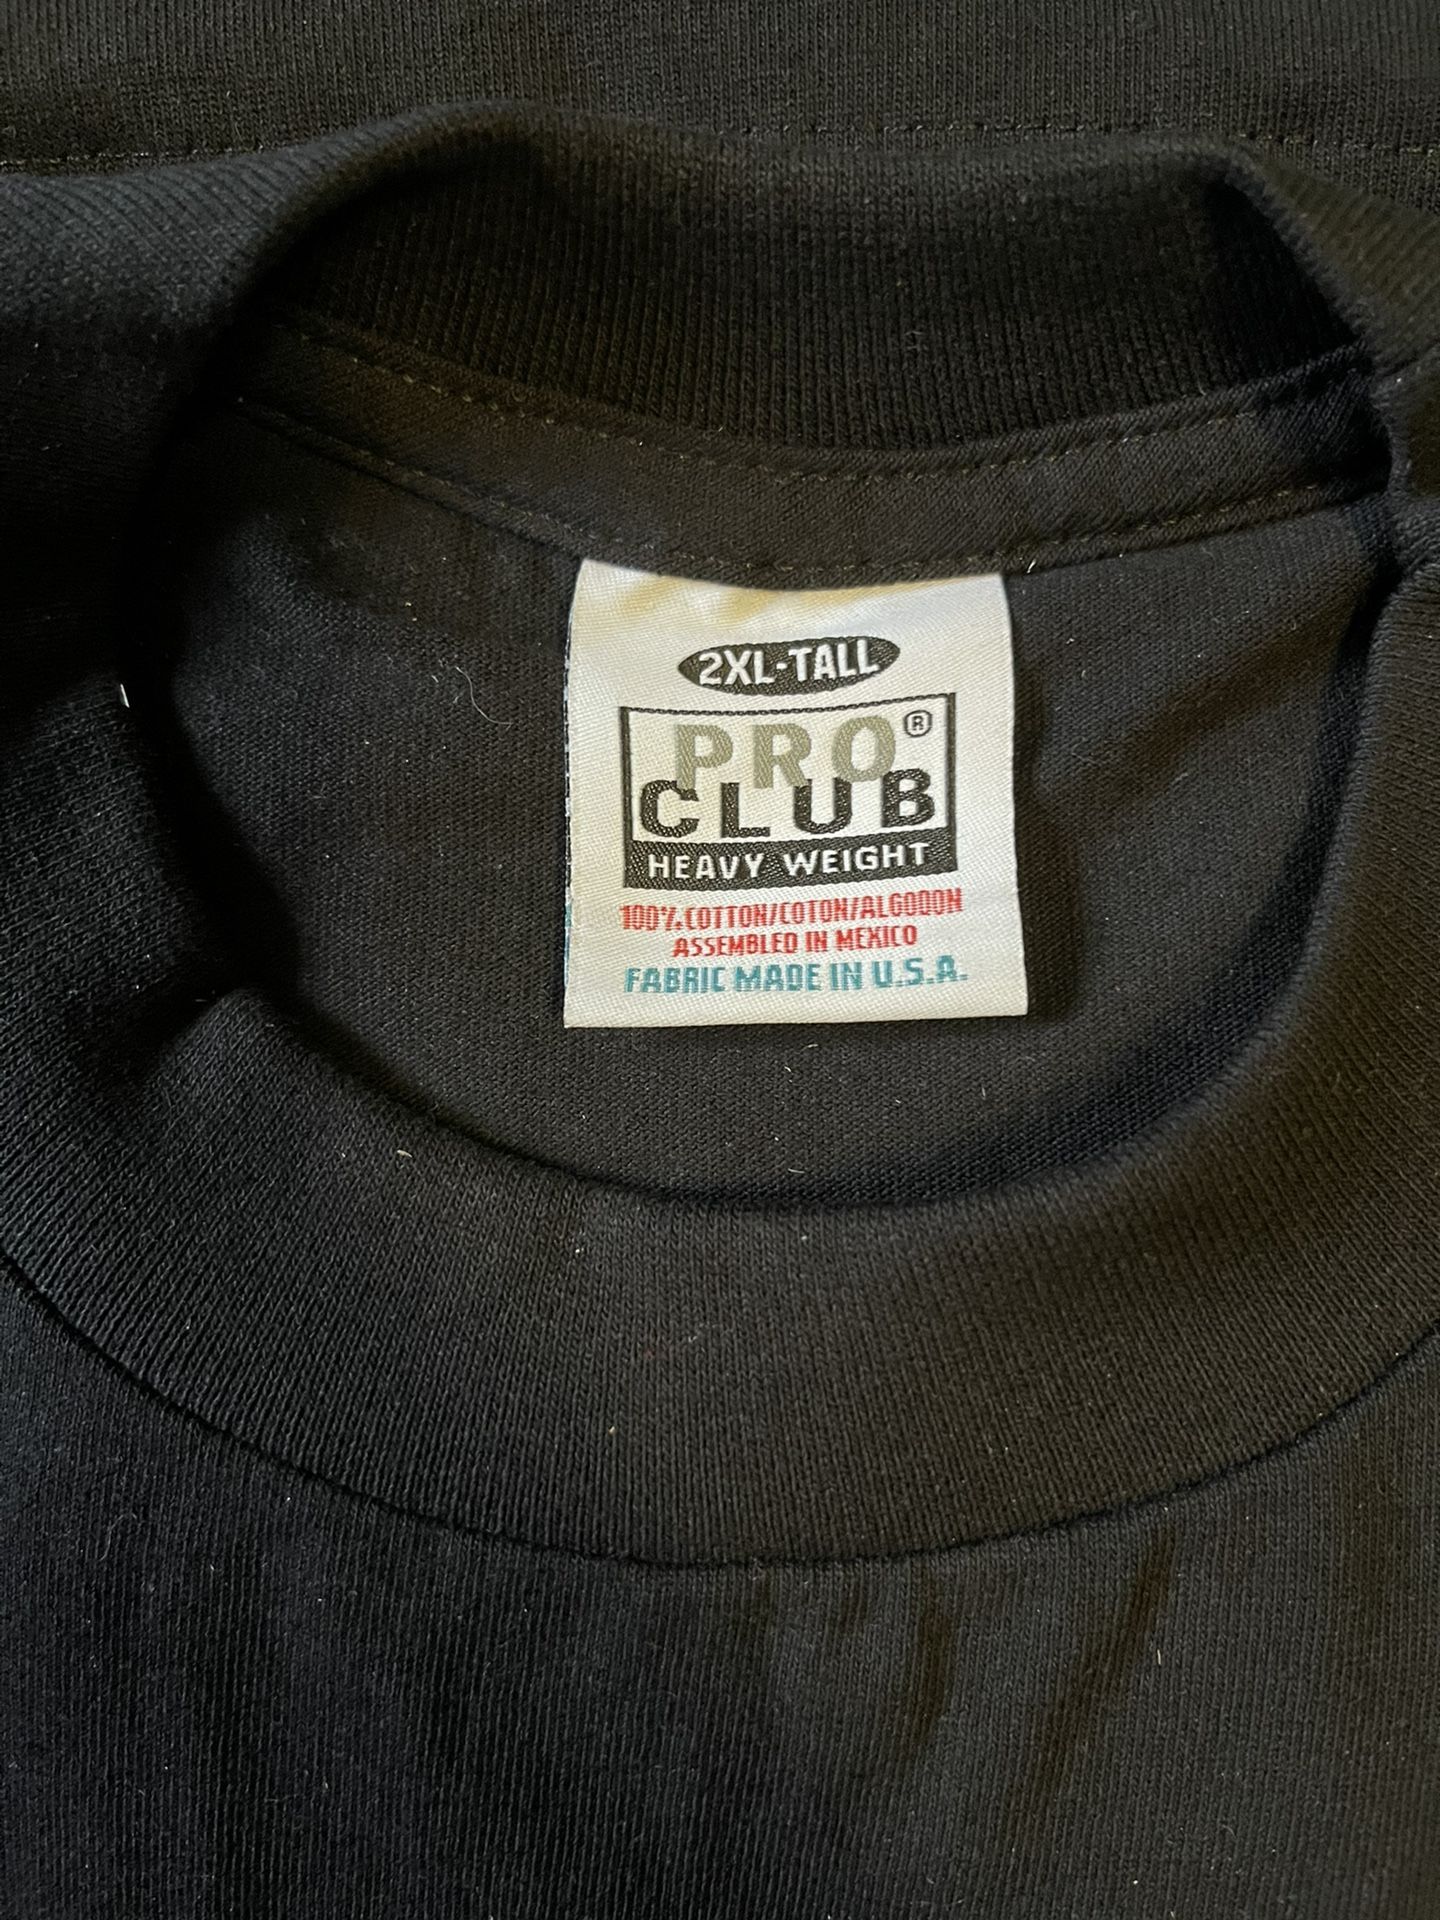 2XL-TALL
PRO®
CLUB
HEAVY WEIGHT
100% COTTON/COTON/ALGODON
ASSEMBLED IN MEXICO
FABRIC MADE IN U.S.A.